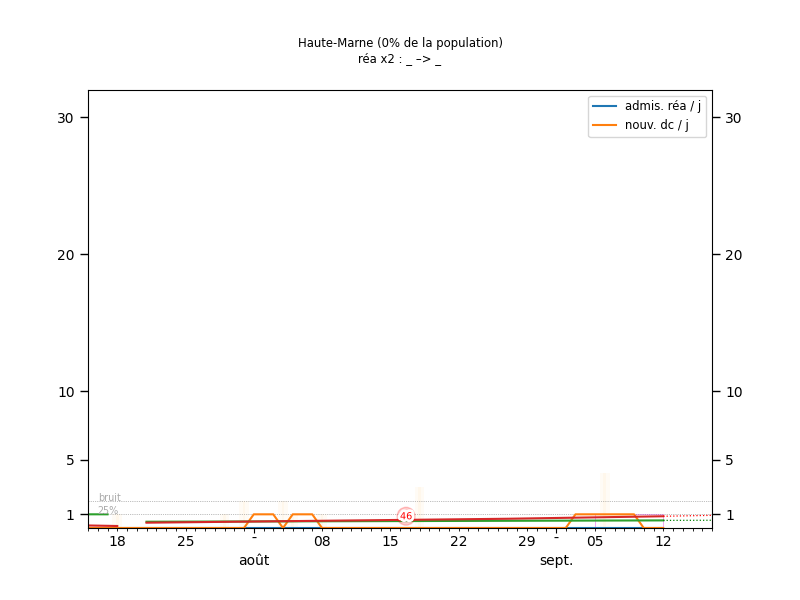 Haute-Marne (0% de la population)
réa x2 : _ –> _
admis. réa / j
nouv. dc / j
30 30
20 20
10 10
5 5
bruit
25%
1 46 1
18 25 - 08 15 22 29 - 05 12
août sept.